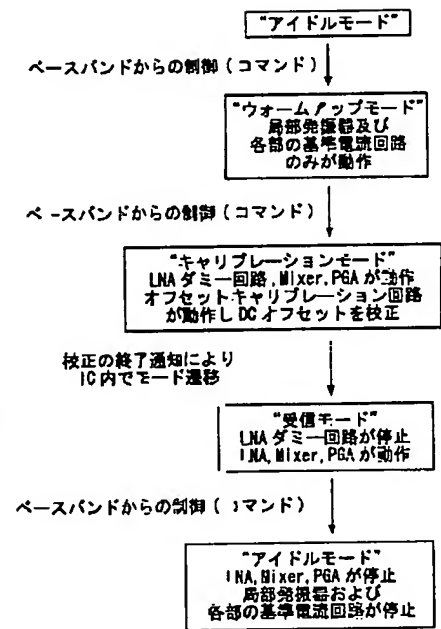 "アイドルモード"
ベースバンドからの制御(コマンド)
"ウォームアップモード"
局部発振器及び
各部の基準電流回路
のみが動作
ベースバンドからの制御(コマンド)
"キャリブレーションモード"
LNAダミー回路,Mixer,PGAが動作
オフセットキャリブレーション回路
が動作しDCオフセットを校正
校正の終了通知により
IC内でモード遷移
"受信モード"
LNAダミー回路が停止
LNA,Mixer,PGAが動作
ベースバンドからの制御(コマンド)
"アイドルモード"
LNA,Mixer,PGAが停止
局部発振器および
各部の基準電流回路が停止